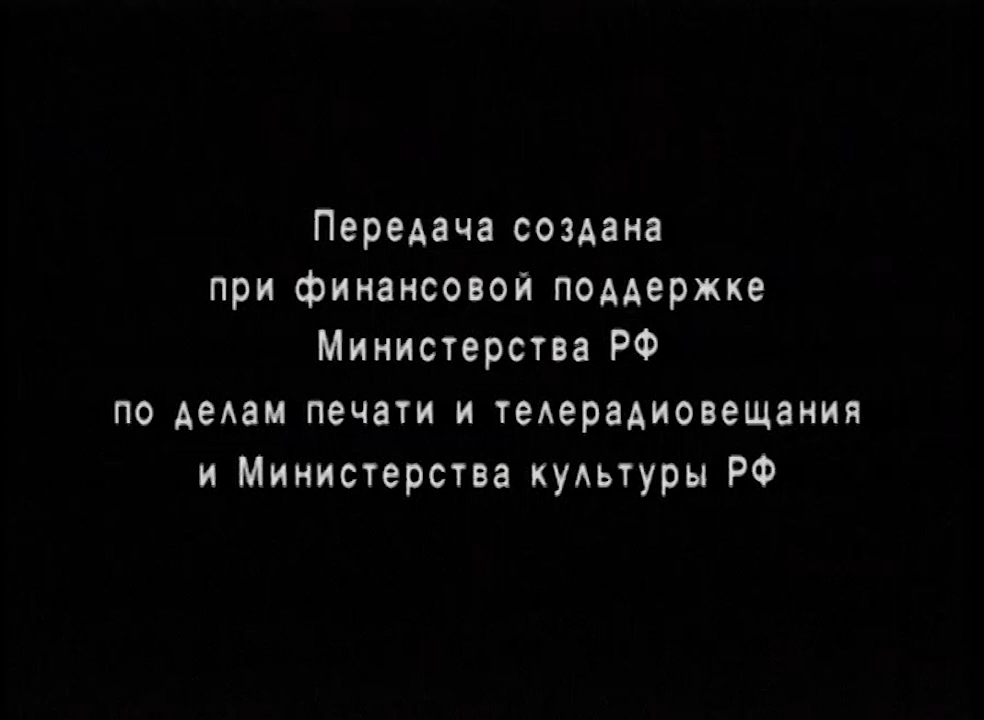 Передача создана
при финансовой поддержке
Министерства РФ
по делам печати и телерадиовещания
и Министерства культуры РФ